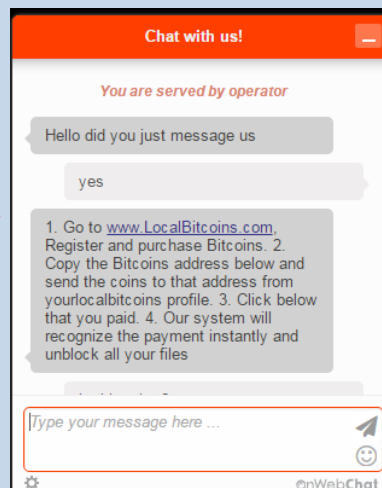 Chat with us!
You are served by operator
Hello did you just message us
yes
1. Go to www.LocalBitcoins.com,
Register and purchase Bitcoins. 2.
Copy the Bitcoins address below and
send the coins to that address from
yourlocalbitcoins profile. 3. Click below
that you paid. 4. Our system will
recognize the payment instantly and
unblock all your files
Type your message here ...
onWebChat